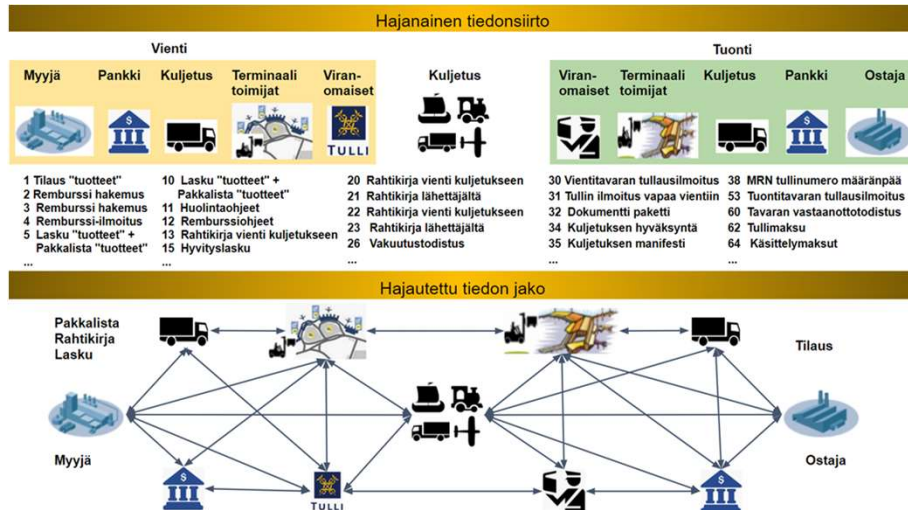 Hajanainen tiedonsiirto
Vienti
Tuonti
Myyjä
Pankki
Kuljetus
Terminaali
toimijat
Viran-
omaiset
Kuljetus
Viran-
omaiset
Terminaali
toimijat
Kuljetus
Pankki
Ostaja
TULLI
1 Tilaus "tuotteet"
2 Remburssi hakemus
3 Remburssi hakemus
4 Remburssi-ilmoitus
5 Lasku "tuotteet" +
Pakkalista "tuotteet"
...
10 Lasku "tuotteet" +
Pakkalista "tuotteet"
11 Huolintaohjeet
12 Remburssiohjeet
13 Rahtikirja vienti kuljetukseen
15 Hyvityslasku
...
20 Rahtikirja vienti kuljetukseen
21 Rahtikirja lähettäjältä
22 Rahtikirja vienti kuljetukseen
23 Rahtikirja lähettäjältä
26 Vakuutustodistus
...
30 Vientitavaran tullausilmoitus
31 Tullin ilmoitus vapaa vientiin
32 Dokumentti paketti
34 Kuljetuksen hyväksyntä
35 Kuljetuksen manifesti
...
38 MRN tullinumero määränpää
53 Tuontitavaran tullausilmoitus
60 Tavaran vastaanottotodistus
62 Tullimaksu
64 Käsittelymaksut
...
Hajautettu tiedon jako
Pakkalista
Rahtikirja
Lasku
Tilaus
Myyjä
Ostaja
TULLI